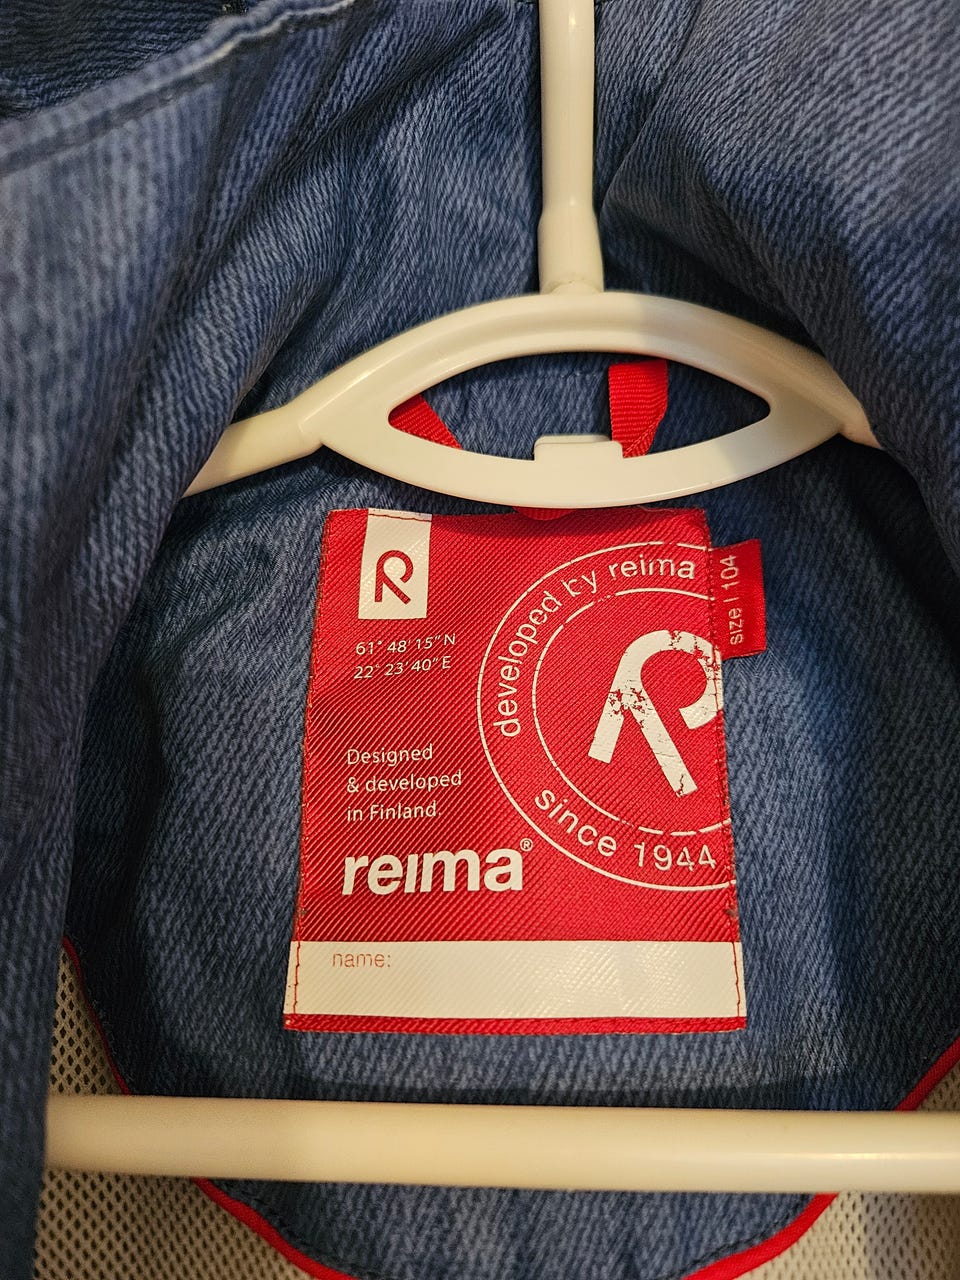 R
61° 48' 15" N
22° 23' 40" E
Designed
& developed
in Finland.
reima®
name:
developed by reima
R
since 1944
size | 104